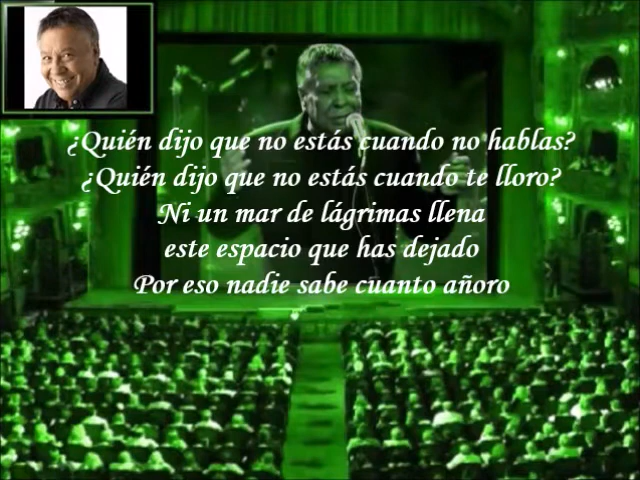 ¿Quién dijo que no estás cuando no hablas?
¿Quién dijo que no estás cuando te lloro?
Ni un mar de lágrimas llena
este espacio que has dejado
Por eso nadie sabe cuanto añoro